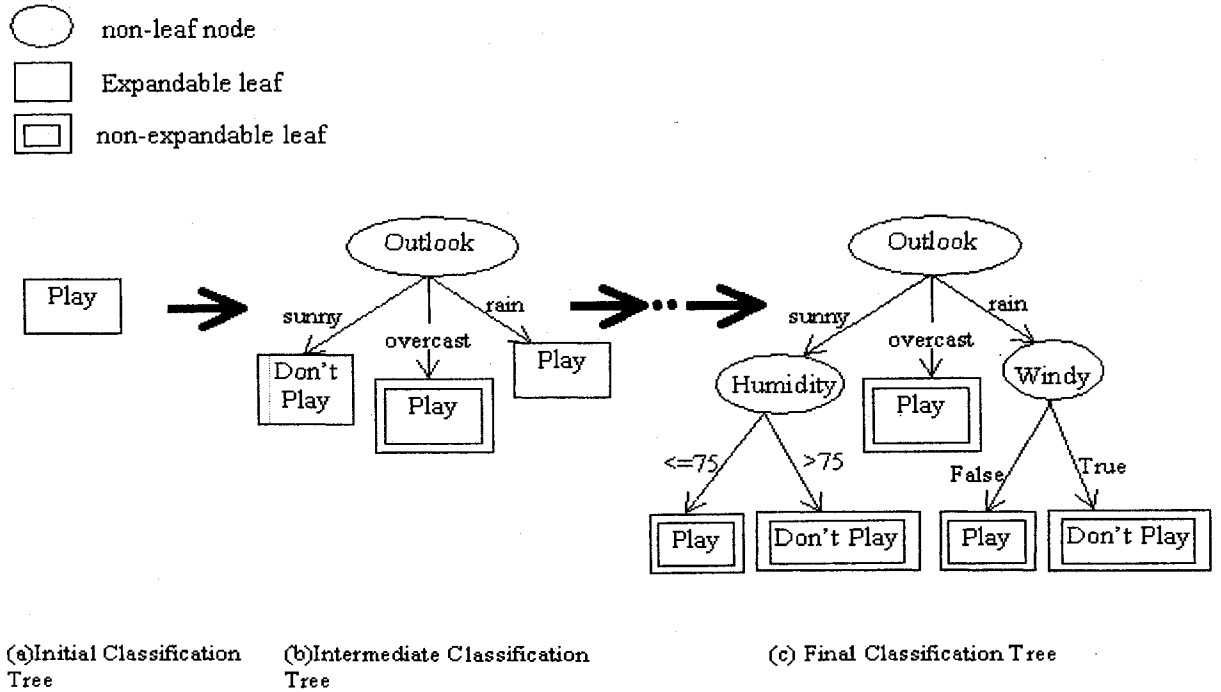 non-leaf node
Expandable leaf
non-expandable leaf
Play
Outlook
sunny
overcast
rain
Don't
Play
Play
Play
Outlook
sunny
overcast
rain
Humidity
Play
Windy
<=75
>75
False
True
Play
Don't Play
Play
Don't Play
(a)Initial Classification
Tree
(b)Intermediate Classification
Tree
(c) Final Classification Tree